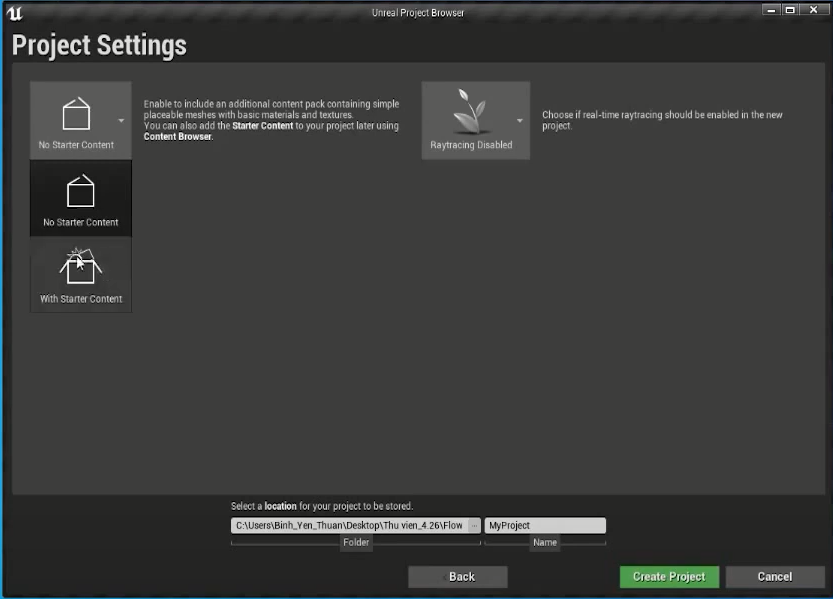 Unreal Project Browser
Project Settings
No Starter Content
Enable to include an additional content pack containing simple
placeable meshes with basic materials and textures.
You can also add the Starter Content to your project later using
Content Browser.
Raytracing Disabled
Choose if real-time raytracing should be enabled in the new
project.
No Starter Content
With Starter Content
Select a location for your project to be stored.
C:\Users\Binh_Yen_Thuan\Desktop\Thu vien_4.26\Flow
...
MyProject
Folder
Name
Back
Create Project
Cancel